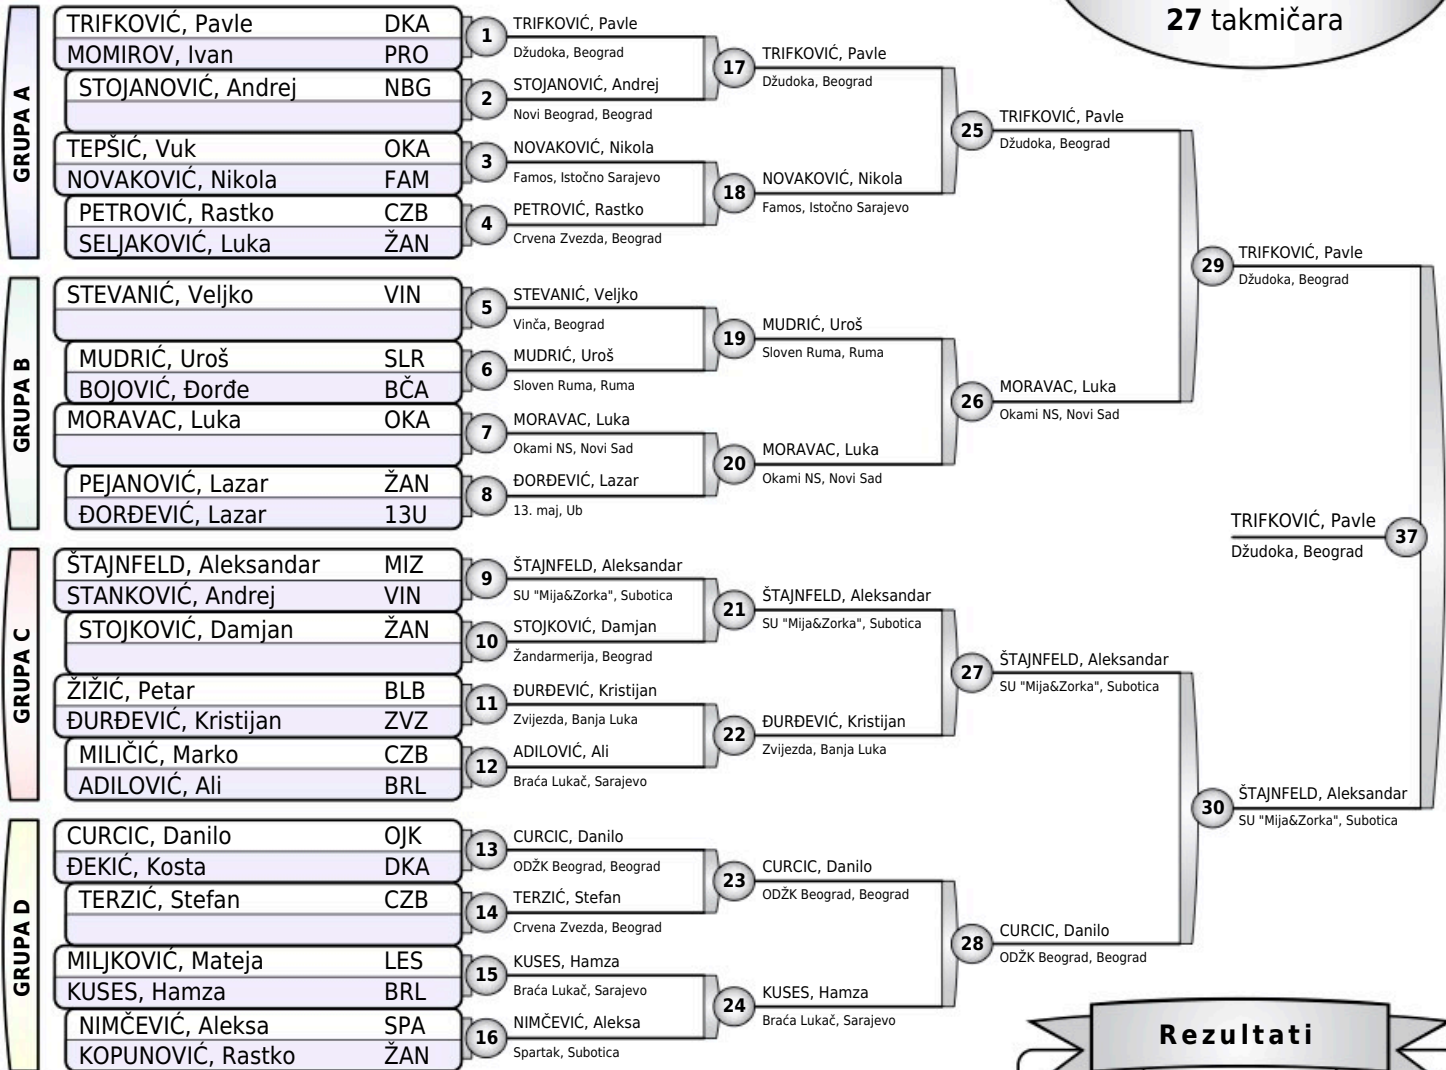 27 takmičara
GRUPA A
TRIFKOVIĆ, Pavle DKA
MOMIROV, Ivan PRO
STOJANOVIĆ, Andrej NBG
TEPŠIĆ, Vuk OKA
NOVAKOVIĆ, Nikola FAM
PETROVIĆ, Rastko CZB
SELJAKOVIĆ, Luka ŽAN
GRUPA B
STEVANIĆ, Veljko VIN
MUDRIĆ, Uroš SLR
BOJOVIĆ, Đorđe BČA
MORAVAC, Luka OKA
PEJANOVIĆ, Lazar ŽAN
ĐORĐEVIĆ, Lazar 13U
GRUPA C
ŠTAJNFELD, Aleksandar MIZ
STANKOVIĆ, Andrej VIN
STOJKOVIĆ, Damjan ŽAN
ŽIŽIĆ, Petar BLB
ĐURĐEVIĆ, Kristijan ZVZ
MILIČIĆ, Marko CZB
ADILOVIĆ, Ali BRL
GRUPA D
CURCIC, Danilo OJK
ĐEKIĆ, Kosta DKA
TERZIĆ, Stefan CZB
MILJKOVIĆ, Mateja LES
KUSES, Hamza BRL
NIMČEVIĆ, Aleksa SPA
KOPUNOVIĆ, Rastko ŽAN
1 TRIFKOVIĆ, Pavle
Džudoka, Beograd
2 STOJANOVIĆ, Andrej
Novi Beograd, Beograd
3 NOVAKOVIĆ, Nikola
Famos, Istočno Sarajevo
4 PETROVIĆ, Rastko
Crvena Zvezda, Beograd
5 STEVANIĆ, Veljko
Vinča, Beograd
6 MUDRIĆ, Uroš
Sloven Ruma, Ruma
7 MORAVAC, Luka
Okami NS, Novi Sad
8 ĐORĐEVIĆ, Lazar
13. maj, Ub
9 ŠTAJNFELD, Aleksandar
SU "Mija&Zorka", Subotica
10 STOJKOVIĆ, Damjan
Žandarmerija, Beograd
11 ĐURĐEVIĆ, Kristijan
Zvijezda, Banja Luka
12 ADILOVIĆ, Ali
Braća Lukač, Sarajevo
13 CURCIC, Danilo
ODŽK Beograd, Beograd
14 TERZIĆ, Stefan
Crvena Zvezda, Beograd
15 KUSES, Hamza
Braća Lukač, Sarajevo
16 NIMČEVIĆ, Aleksa
Spartak, Subotica
17 TRIFKOVIĆ, Pavle
Džudoka, Beograd
18 NOVAKOVIĆ, Nikola
Famos, Istočno Sarajevo
19 MUDRIĆ, Uroš
Sloven Ruma, Ruma
20 MORAVAC, Luka
Okami NS, Novi Sad
21 ŠTAJNFELD, Aleksandar
SU "Mija&Zorka", Subotica
22 ĐURĐEVIĆ, Kristijan
Zvijezda, Banja Luka
23 CURCIC, Danilo
ODŽK Beograd, Beograd
24 KUSES, Hamza
Braća Lukač, Sarajevo
25 TRIFKOVIĆ, Pavle
Džudoka, Beograd
26 MORAVAC, Luka
Okami NS, Novi Sad
27 ŠTAJNFELD, Aleksandar
SU "Mija&Zorka", Subotica
28 CURCIC, Danilo
ODŽK Beograd, Beograd
29 TRIFKOVIĆ, Pavle
Džudoka, Beograd
30 ŠTAJNFELD, Aleksandar
SU "Mija&Zorka", Subotica
TRIFKOVIĆ, Pavle 37
Džudoka, Beograd
Rezultati